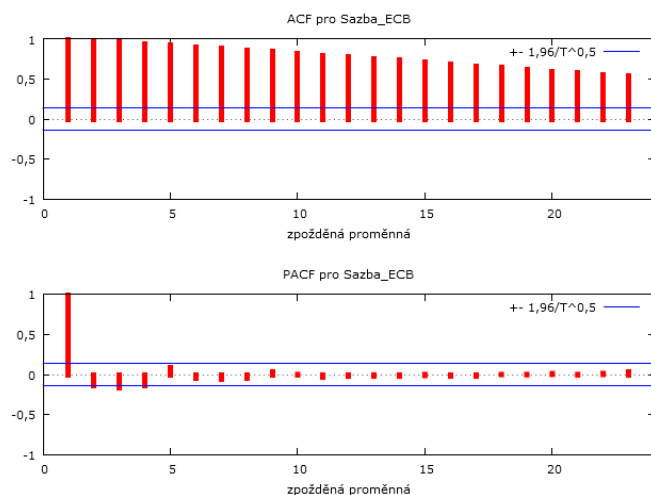 ACF pro Sazba_ECB
1
+- 1,96/T^0,5
0,5
0
-0,5
-1
0 5 10 15 20
zpožděná proměnná
PACF pro Sazba_ECB
1
+- 1,96/T^0,5
0,5
0
-0,5
-1
0 5 10 15 20
zpožděná proměnná